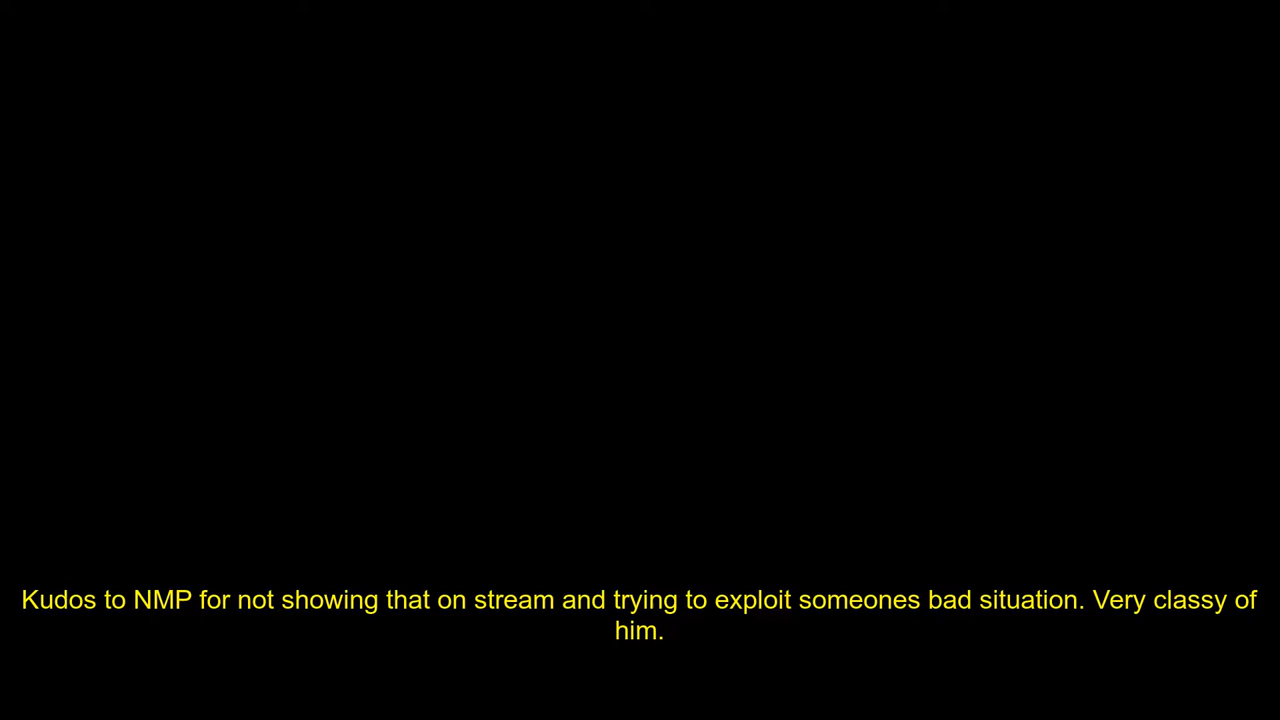 Kudos to NMP for not showing that on stream and trying to exploit someones bad situation. Very classy of
him.